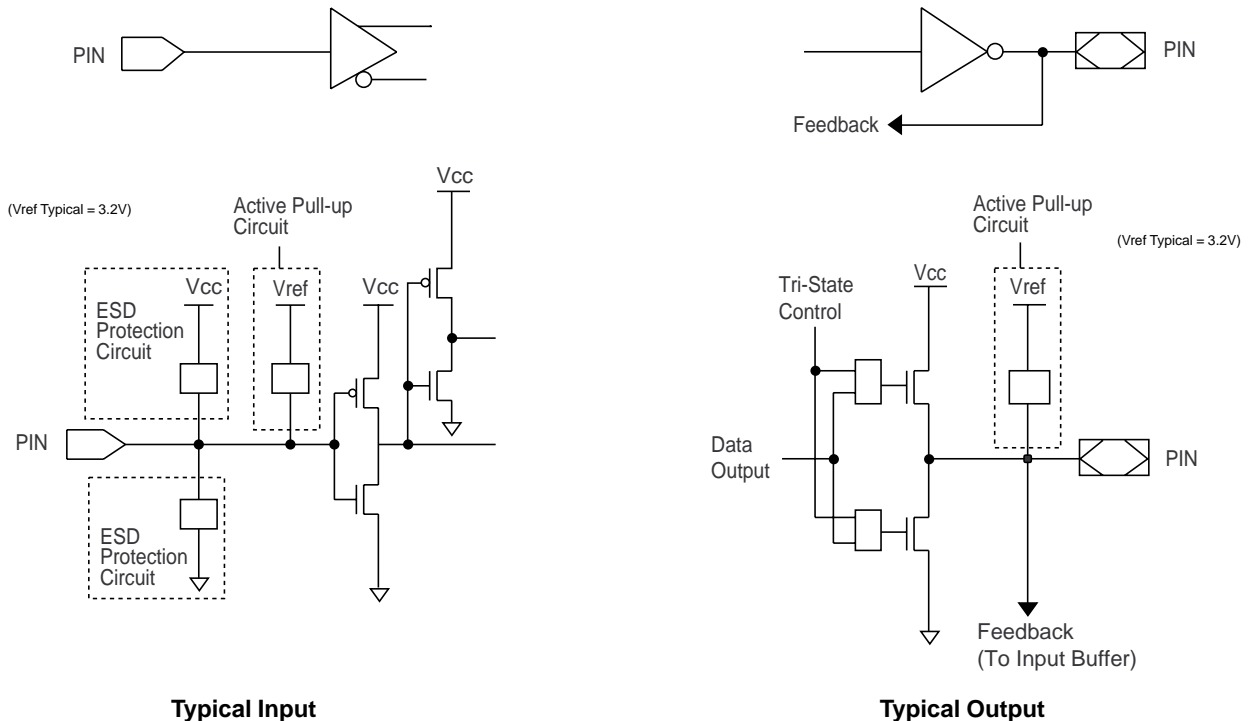 PIN
PIN
Feedback
Vcc
(Vref Typical = 3.2V)
Active Pull-up
Circuit
Vcc
Vref
Vcc
ESD
Protection
Circuit
PIN
ESD
Protection
Circuit
Typical Input
Active Pull-up
Circuit
(Vref Typical = 3.2V)
Tri-State
Control
Vcc
Vref
Data
Output
PIN
Feedback
(To Input Buffer)
Typical Output